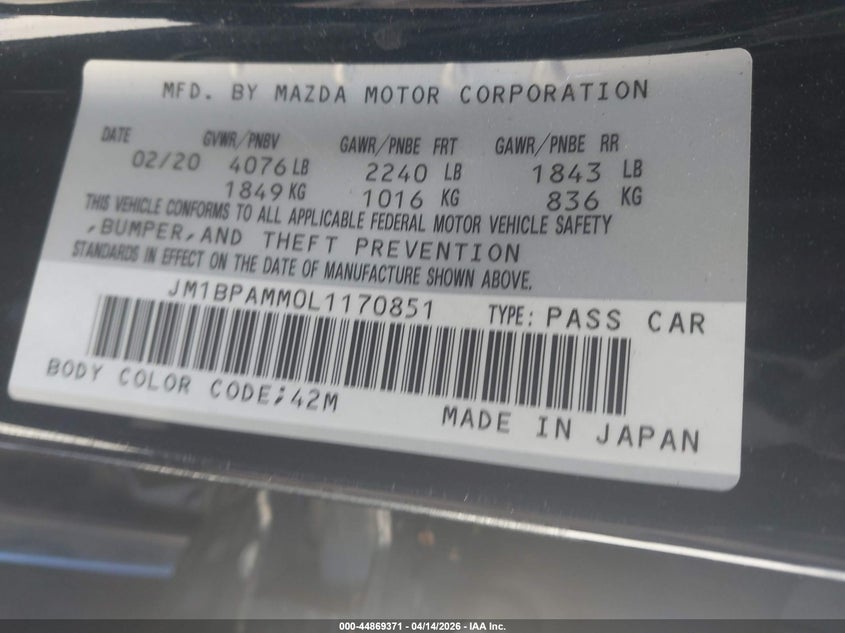 MFD. BY MAZDA MOTOR CORPORATION
DATE GVWR/PNBV GAWR/PNBE FRT GAWR/PNBE RR
02/20 4076 LB 2240 LB 1843 LB
1849 KG 1016 KG 836 KG
THIS VEHICLE CONFORMS TO ALL APPLICABLE FEDERAL MOTOR VEHICLE SAFETY
,BUMPER,AND THEFT PREVENTION
STANDARDS IN EFFECT ON THE DATE OF MANUFACTURE SHOWN ABOVE.
JM1BPAMM0L1170851 TYPE: PASS CAR
BODY COLOR CODE;42M
MADE IN JAPAN
000-44869371 - 04/14/2026 - IAA Inc.